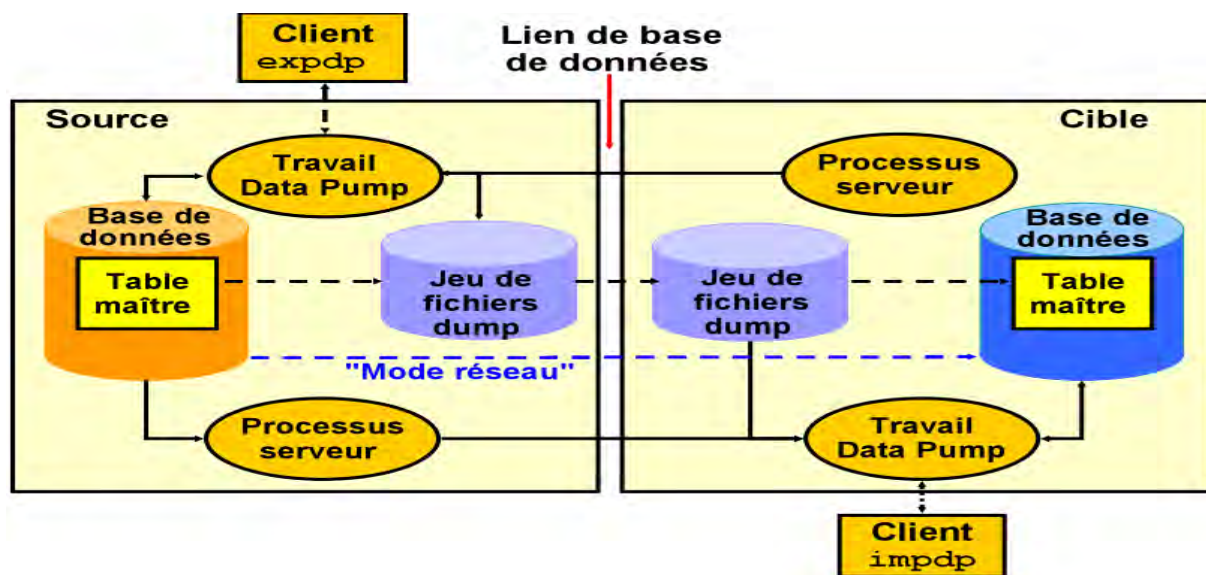 Client
expdp
Lien de base
de données
Source
Cible
Travail
Data Pump
Processus
serveur
Base de
données
Table
maître
Jeu de
fichiers
dump
Jeu de
fichiers
dump
Base de
données
Table
maître
"Mode réseau"
Processus
serveur
Travail
Data Pump
Client
impdp